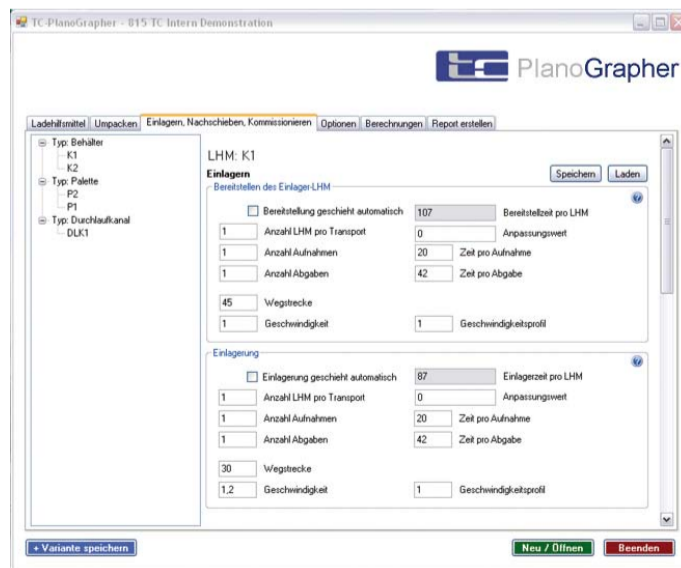 TC-PlanoGrapher - 815 TC Intern Demonstration
tc PlanoGrapher
Ladehilfsmittel Umpacken Einlagern, Nachschieben, Kommissionieren Optionen Berechnungen Report erstellen
Typ: Behälter
K1
K2
Typ: Palette
P2
P1
Typ: Durchlaufkanal
DLK1
LHM: K1
Einlagern
Speichern Laden
Bereitstellen des Einlager-LHM
Bereitstellung geschieht automatisch 107 Bereitstellzeit pro LHM
1 Anzahl LHM pro Transport 0 Anpassungswert
1 Anzahl Aufnahmen 20 Zeit pro Aufnahme
1 Anzahl Abgaben 42 Zeit pro Abgabe
45 Wegstrecke
1 Geschwindigkeit 1 Geschwindigkeitsprofil
Einlagerung
Einlagerung geschieht automatisch 87 Einlagerzeit pro LHM
1 Anzahl LHM pro Transport 0 Anpassungswert
1 Anzahl Aufnahmen 20 Zeit pro Aufnahme
1 Anzahl Abgaben 42 Zeit pro Abgabe
30 Wegstrecke
1,2 Geschwindigkeit 1 Geschwindigkeitsprofil
+ Variante speichern Neu / Öffnen Beenden